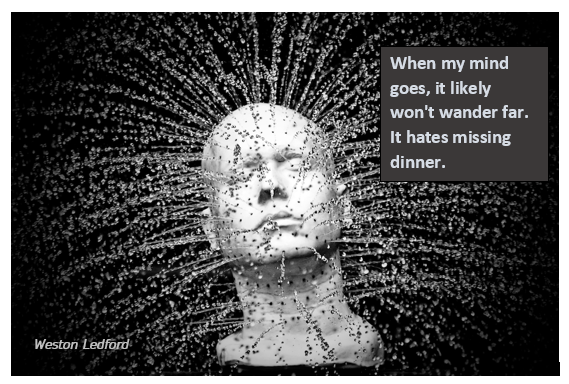 When my mind
goes, it likely
won't wander far.
It hates missing
dinner.
Weston Ledford